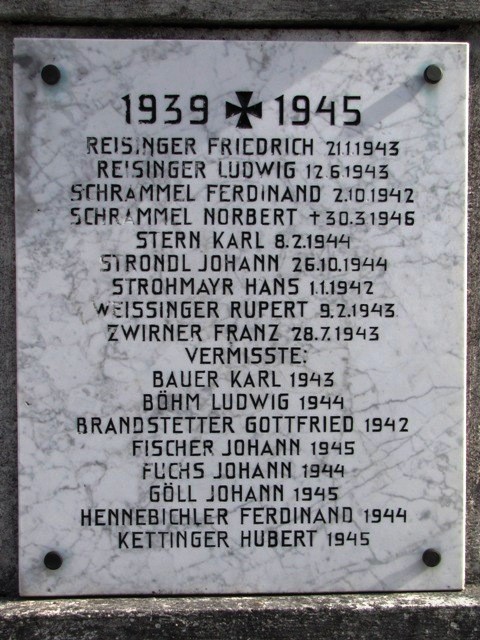 1939 ✠ 1945
REISINGER FRIEDRICH 21.1.1943
REISINGER LUDWIG 12.6.1943
SCHRAMMEL FERDINAND 2.10.1942
SCHRAMMEL NORBERT +30.3.1946
STERN KARL 8.2.1944
STRONDL JOHANN 26.10.1944
STROHMAYR HANS 1.1.1942
WEISSINGER RUPERT 9.2.1943
ZWIRNER FRANZ 28.7.1943
VERMISSTE:
BAUER KARL 1943
BÖHM LUDWIG 1944
BRANDSTETTER GOTTFRIED 1942
FISCHER JOHANN 1945
FUCHS JOHANN 1944
GÖLL JOHANN 1945
HENNEBICHLER FERDINAND 1944
KETTINGER HUBERT 1945